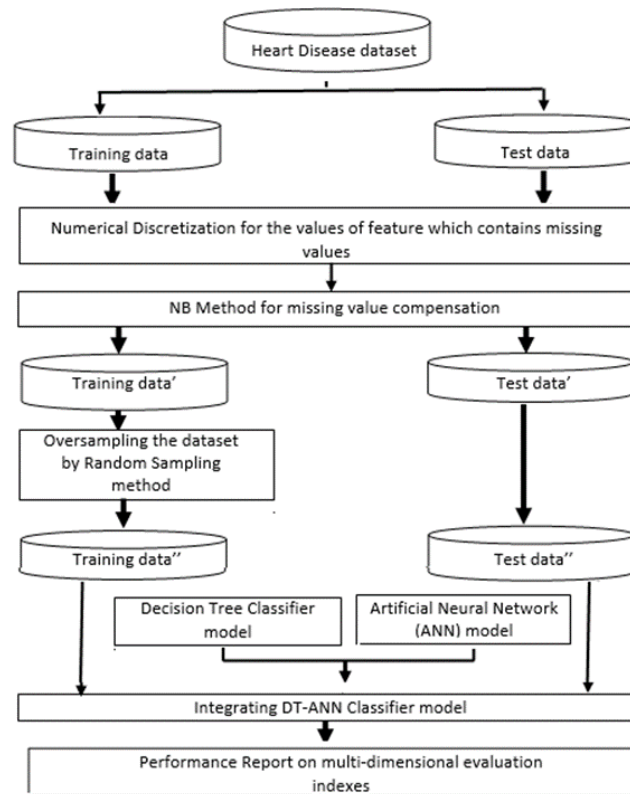 Heart Disease dataset
Training data
Test data
Numerical Discretization for the values of feature which contains missing
values
NB Method for missing value compensation
Training data′
Test data′
Oversampling the dataset
by Random Sampling
method
Training data″
Test data″
Decision Tree Classifier
model
Artificial Neural Network
(ANN) model
Integrating DT-ANN Classifier model
Performance Report on multi-dimensional evaluation
indexes